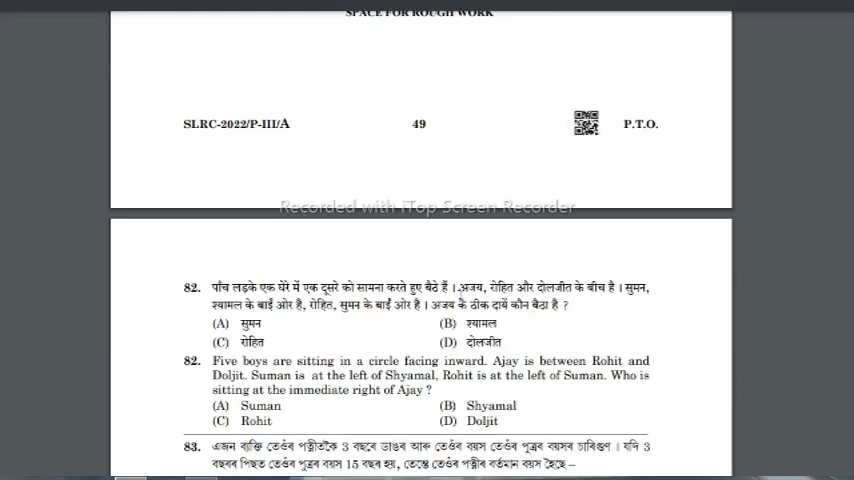 SPACE FOR ROUGH WORK
SLRC-2022/P-III/A 49 P.T.O.
Recorded with iTop Screen Recorder
82. पाँच लड़के एक घेरे में एक दूसरे को सामना करते हुए बैठे हैं । अजय, रोहित और दोलजीत के बीच है । सुमन,
श्यामल के बाईं ओर है, रोहित, सुमन के बाईं ओर है । अजय के ठीक दायें कौन बैठा है ?
(A) सुमन (B) श्यामल
(C) रोहित (D) दोलजीत
82. Five boys are sitting in a circle facing inward. Ajay is between Rohit and
Doljit. Suman is at the left of Shyamal, Rohit is at the left of Suman. Who is
sitting at the immediate right of Ajay ?
(A) Suman (B) Shyamal
(C) Rohit (D) Doljit
83. এজন ব্যক্তি তেওঁৰ পত্নীতকৈ 3 বছৰে ডাঙৰ আৰু তেওঁৰ বয়স তেওঁৰ পুত্ৰৰ বয়সৰ চাৰিগুণ । যদি 3
বছৰৰ পিছত তেওঁৰ পুত্ৰৰ বয়স 15 বছৰ হয়, তেন্তে তেওঁৰ পত্নীৰ বৰ্তমান বয়স হৈছে –